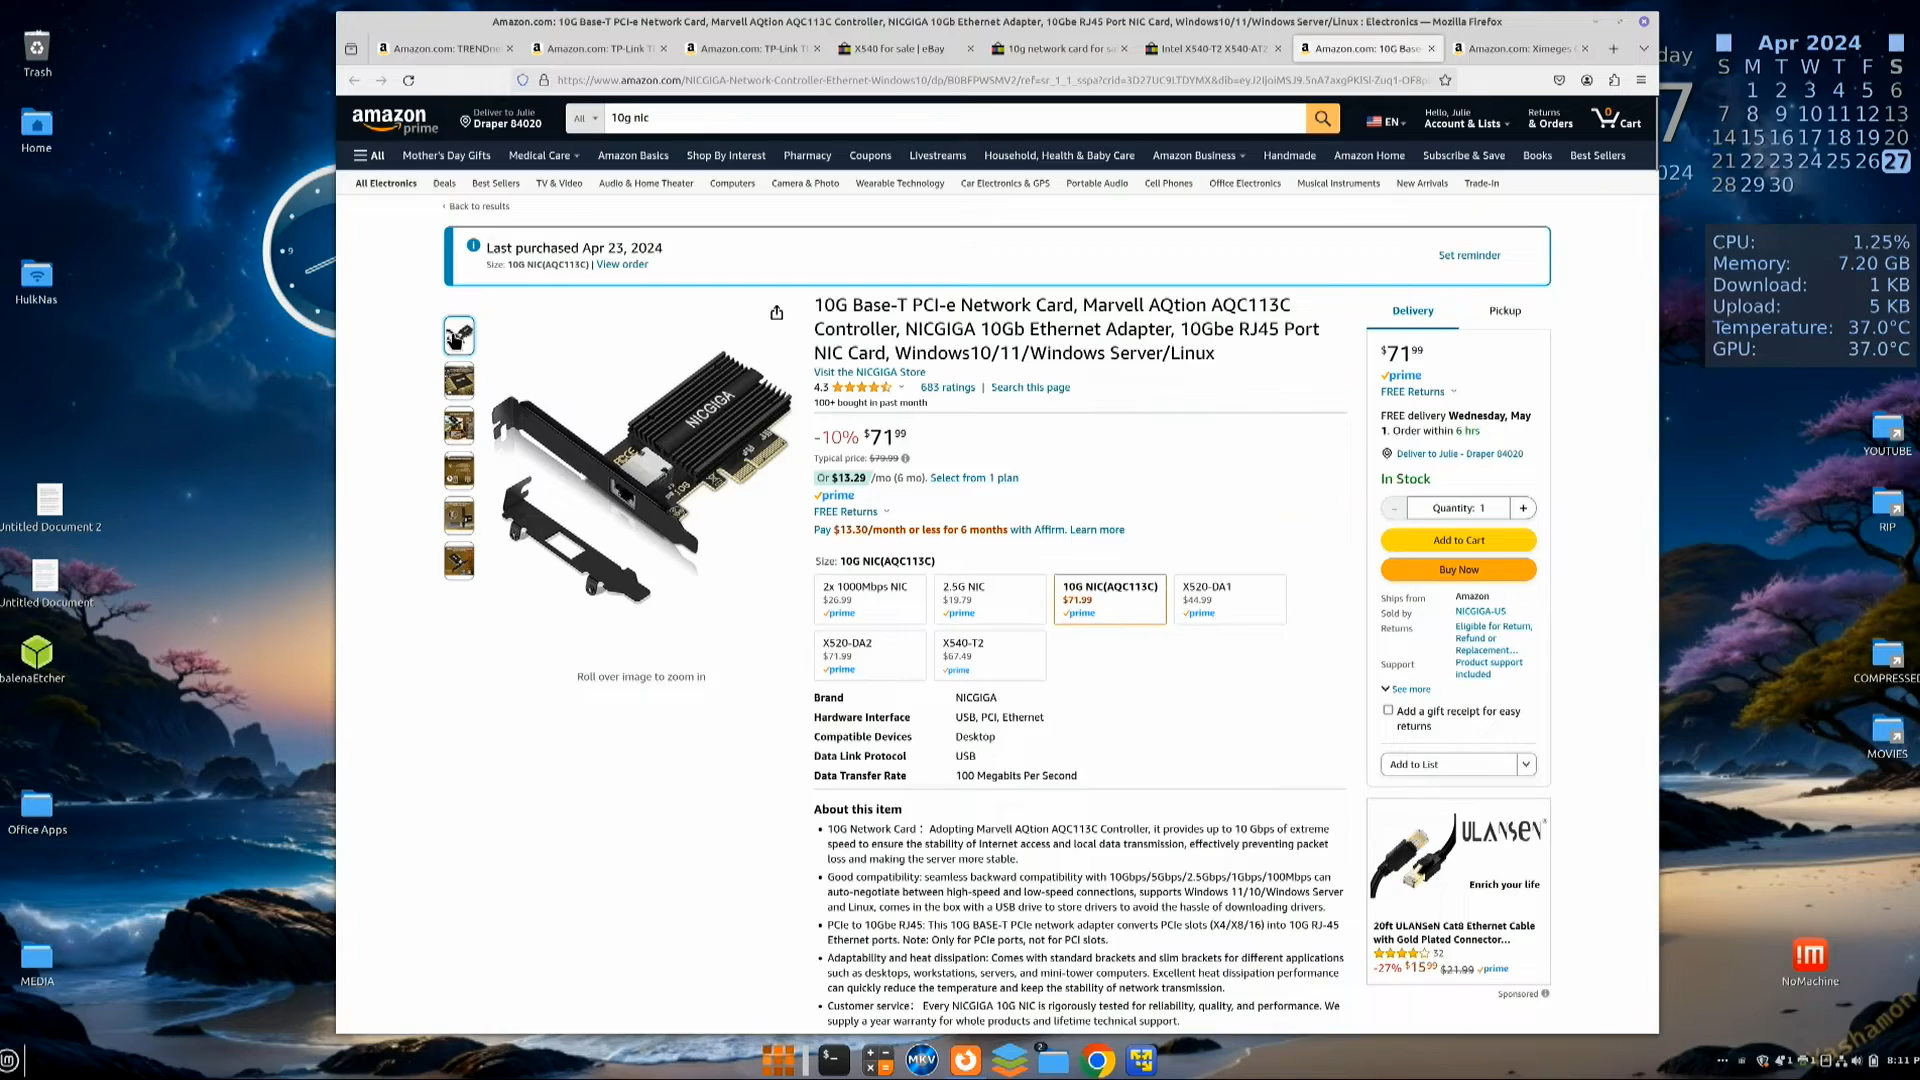 Amazon.com: 10G Base-T PCI-e Network Card, Marvell AQtion AQC113C Controller, NICGIGA 10Gb Ethernet Adapter, 10Gbe RJ45 Port NIC Card, Windows10/11/Windows Server/Linux : Electronics — Mozilla Firefox
Amazon.com: TRENDne
Amazon.com: TP-Link T
Amazon.com: TP-Link T
X540 for sale | eBay
10g network card for sa
Intel X540-T2 X540-AT2
Amazon.com: 10G Base-
Amazon.com: Ximeges
amazon
prime
Deliver to Julie
Draper 84020
All
10g nic
EN
Hello, Julie
Account & Lists
Returns
& Orders
0
Cart
All
Mother's Day Gifts
Medical Care
Amazon Basics
Shop By Interest
Pharmacy
Coupons
Livestreams
Household, Health & Baby Care
Amazon Business
Handmade
Amazon Home
Subscribe & Save
Books
Best Sellers
All Electronics
Deals
Best Sellers
TV & Video
Audio & Home Theater
Computers
Camera & Photo
Wearable Technology
Car Electronics & GPS
Portable Audio
Cell Phones
Office Electronics
Musical Instruments
New Arrivals
Trade-In
‹ Back to results
Last purchased Apr 23, 2024
Size: 10G NIC(AQC113C) | View order
Set reminder
NICGIGA
Roll over image to zoom in
10G Base-T PCI-e Network Card, Marvell AQtion AQC113C
Controller, NICGIGA 10Gb Ethernet Adapter, 10Gbe RJ45 Port
NIC Card, Windows10/11/Windows Server/Linux
Visit the NICGIGA Store
4.3
683 ratings | Search this page
100+ bought in past month
-10% $71 99
Typical price: $79.99
Or $13.29 /mo (6 mo). Select from 1 plan
prime
FREE Returns
Pay $13.30/month or less for 6 months with Affirm. Learn more
Size: 10G NIC(AQC113C)
2x 1000Mbps NIC
$26.99
prime
2.5G NIC
$19.79
prime
10G NIC(AQC113C)
$71.99
prime
X520-DA1
$44.99
prime
X520-DA2
$71.99
prime
X540-T2
$67.49
prime
Brand NICGIGA
Hardware Interface USB, PCI, Ethernet
Compatible Devices Desktop
Data Link Protocol USB
Data Transfer Rate 100 Megabits Per Second
About this item
• 10G Network Card： Adopting Marvell AQtion AQC113C Controller, it provides up to 10 Gbps of extreme
speed to ensure the stability of Internet access and local data transmission, effectively preventing packet
loss and making the server more stable.
• Good compatibility: seamless backward compatibility with 10Gbps/5Gbps/2.5Gbps/1Gbps/100Mbps can
auto-negotiate between high-speed and low-speed connections, supports Windows 11/10/Windows Server
and Linux, comes in the box with a USB drive to store drivers to avoid the hassle of downloading drivers.
• PCIe to 10Gbe RJ45: This 10G BASE-T PCIe network adapter converts PCIe slots (X4/X8/16) into 10G RJ-45
Ethernet ports. Note: Only for PCIe ports, not for PCI slots.
• Adaptability and heat dissipation: Comes with standard brackets and slim brackets for different applications
such as desktops, workstations, servers, and mini-tower computers. Excellent heat dissipation performance
can quickly reduce the temperature and keep the stability of network transmission.
• Customer service： Every NICGIGA 10G NIC is rigorously tested for reliability, quality, and performance. We
supply a year warranty for whole products and lifetime technical support.
Delivery
Pickup
$71 99
prime
FREE Returns
FREE delivery Wednesday, May
1. Order within 6 hrs
Deliver to Julie - Draper 84020
In Stock
- Quantity: 1 +
Add to Cart
Buy Now
Ships from Amazon
Sold by NICGIGA-US
Returns Eligible for Return,
Refund or
Replacement...
Support Product support
included
See more
Add a gift receipt for easy
returns
Add to List
ULANSEN
Enrich your life
20ft ULANSeN Cat8 Ethernet Cable
with Gold Plated Connector...
32
-27% $15 99 $21.99 prime
Sponsored
Trash
Home
HulkNas
Untitled Document 2
Untitled Document
balenaEtcher
Office Apps
MEDIA
9
day
7
024
Apr 2024
S M T W T F S
1 2 3 4 5 6
7 8 9 10 11 12 13
14 15 16 17 18 19 20
21 22 23 24 25 26 27
28 29 30
CPU: 1.25%
Memory: 7.20 GB
Download: 1 KB
Upload: 5 KB
Temperature: 37.0°C
GPU: 37.0°C
YOUTUBE
RIP
COMPRESSED
MOVIES
NoMachine
MKV
2
8:11 P